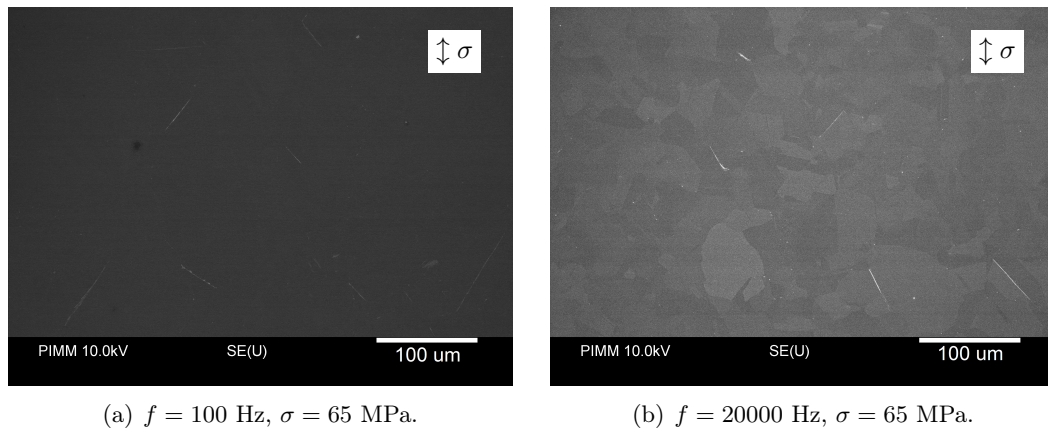 ↕ σ
PIMM 10.0kV SE(U) 100 um
(a) f = 100 Hz, σ = 65 MPa.
↕ σ
PIMM 10.0kV SE(U) 100 um
(b) f = 20000 Hz, σ = 65 MPa.